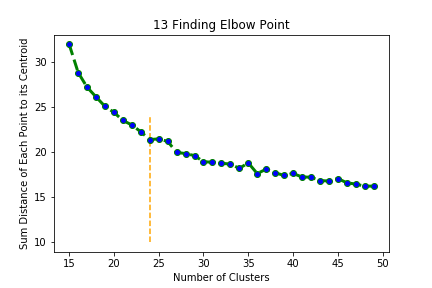 13 Finding Elbow Point
Sum Distance of Each Point to its Centroid
30
25
20
15
10
15 20 25 30 35 40 45 50
Number of Clusters